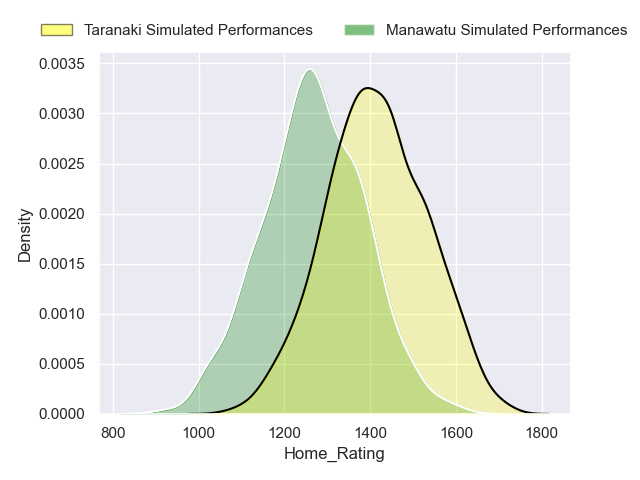 Taranaki Simulated Performances Manawatu Simulated Performances
0.0035
0.0030
0.0025
0.0020
0.0015
0.0010
0.0005
0.0000
Density
800 1000 1200 1400 1600 1800
Home_Rating